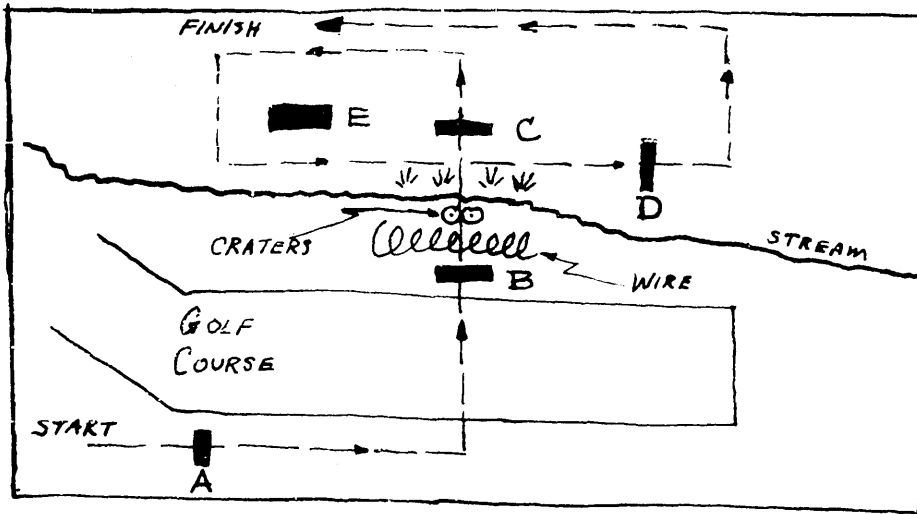 FINISH
E
C
D
CRATERS
STREAM
B
WIRE
GOLF
COURSE
START
A